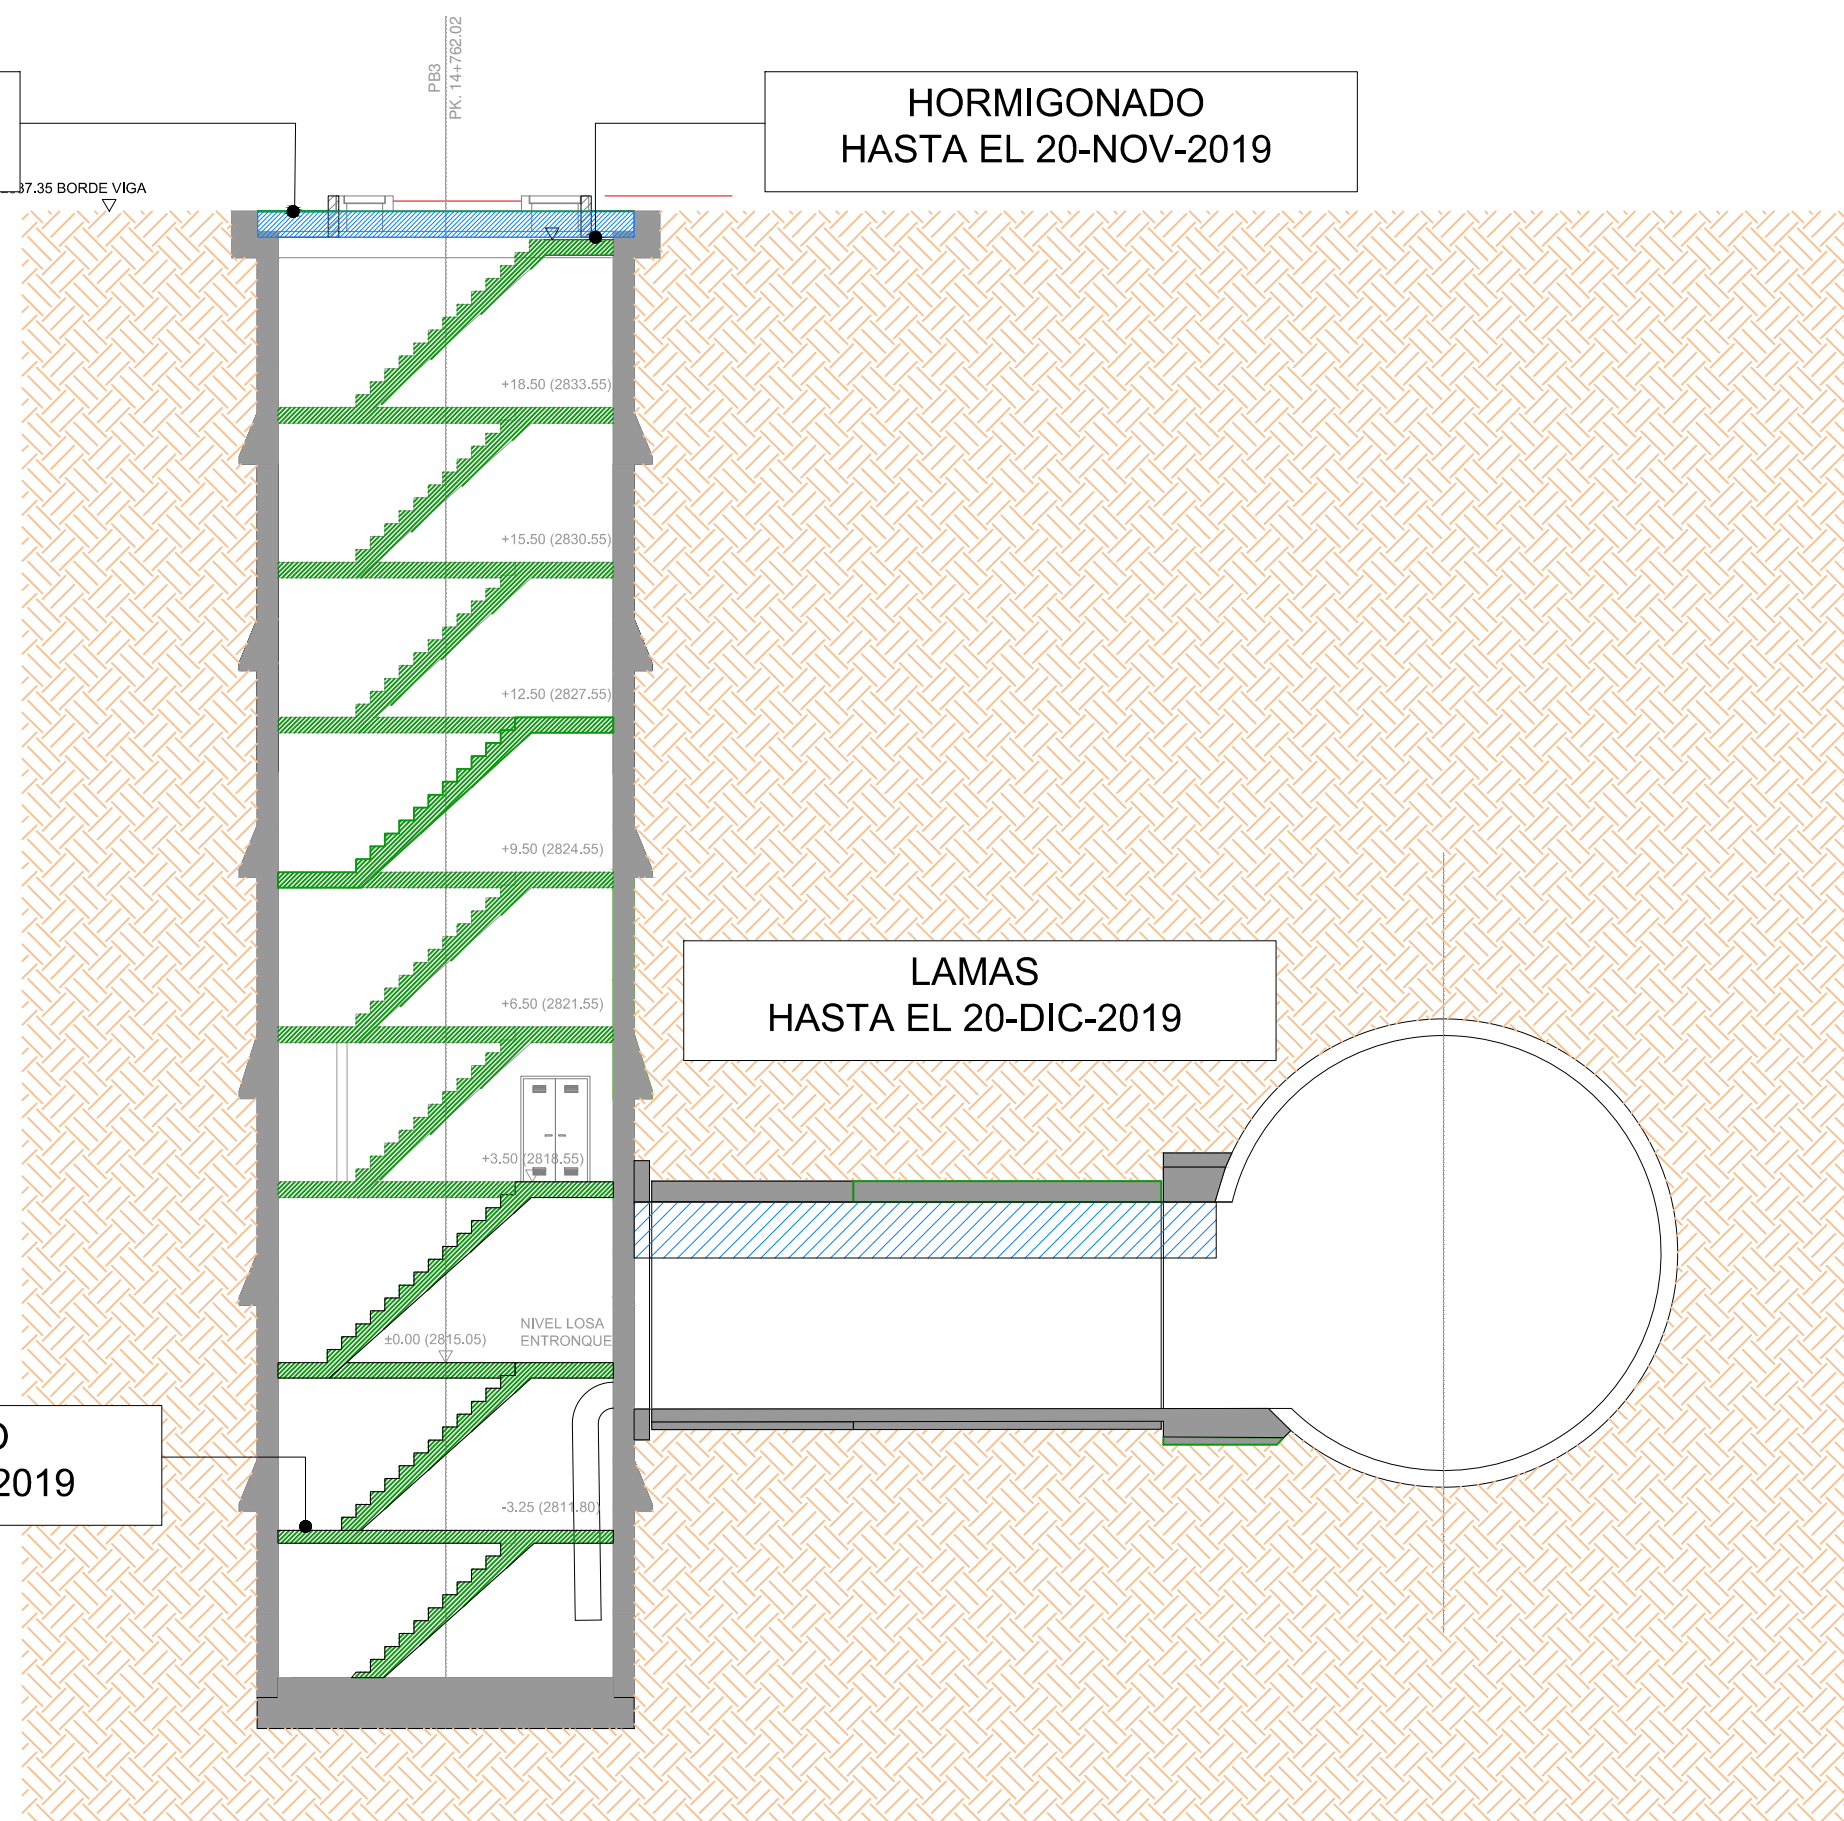 PB3
PK. 14+762.02
HORMIGONADO
HASTA EL 20-NOV-2019
37.35 BORDE VIGA
+18.50 (2833.55)
+15.50 (2830.55)
+12.50 (2827.55)
+9.50 (2824.55)
LAMAS
HASTA EL 20-DIC-2019
+6.50 (2821.55)
+3.50 (2818.55)
NIVEL LOSA
ENTRONQUE
±0.00 (2815.05)
2019
-3.25 (2811.80)